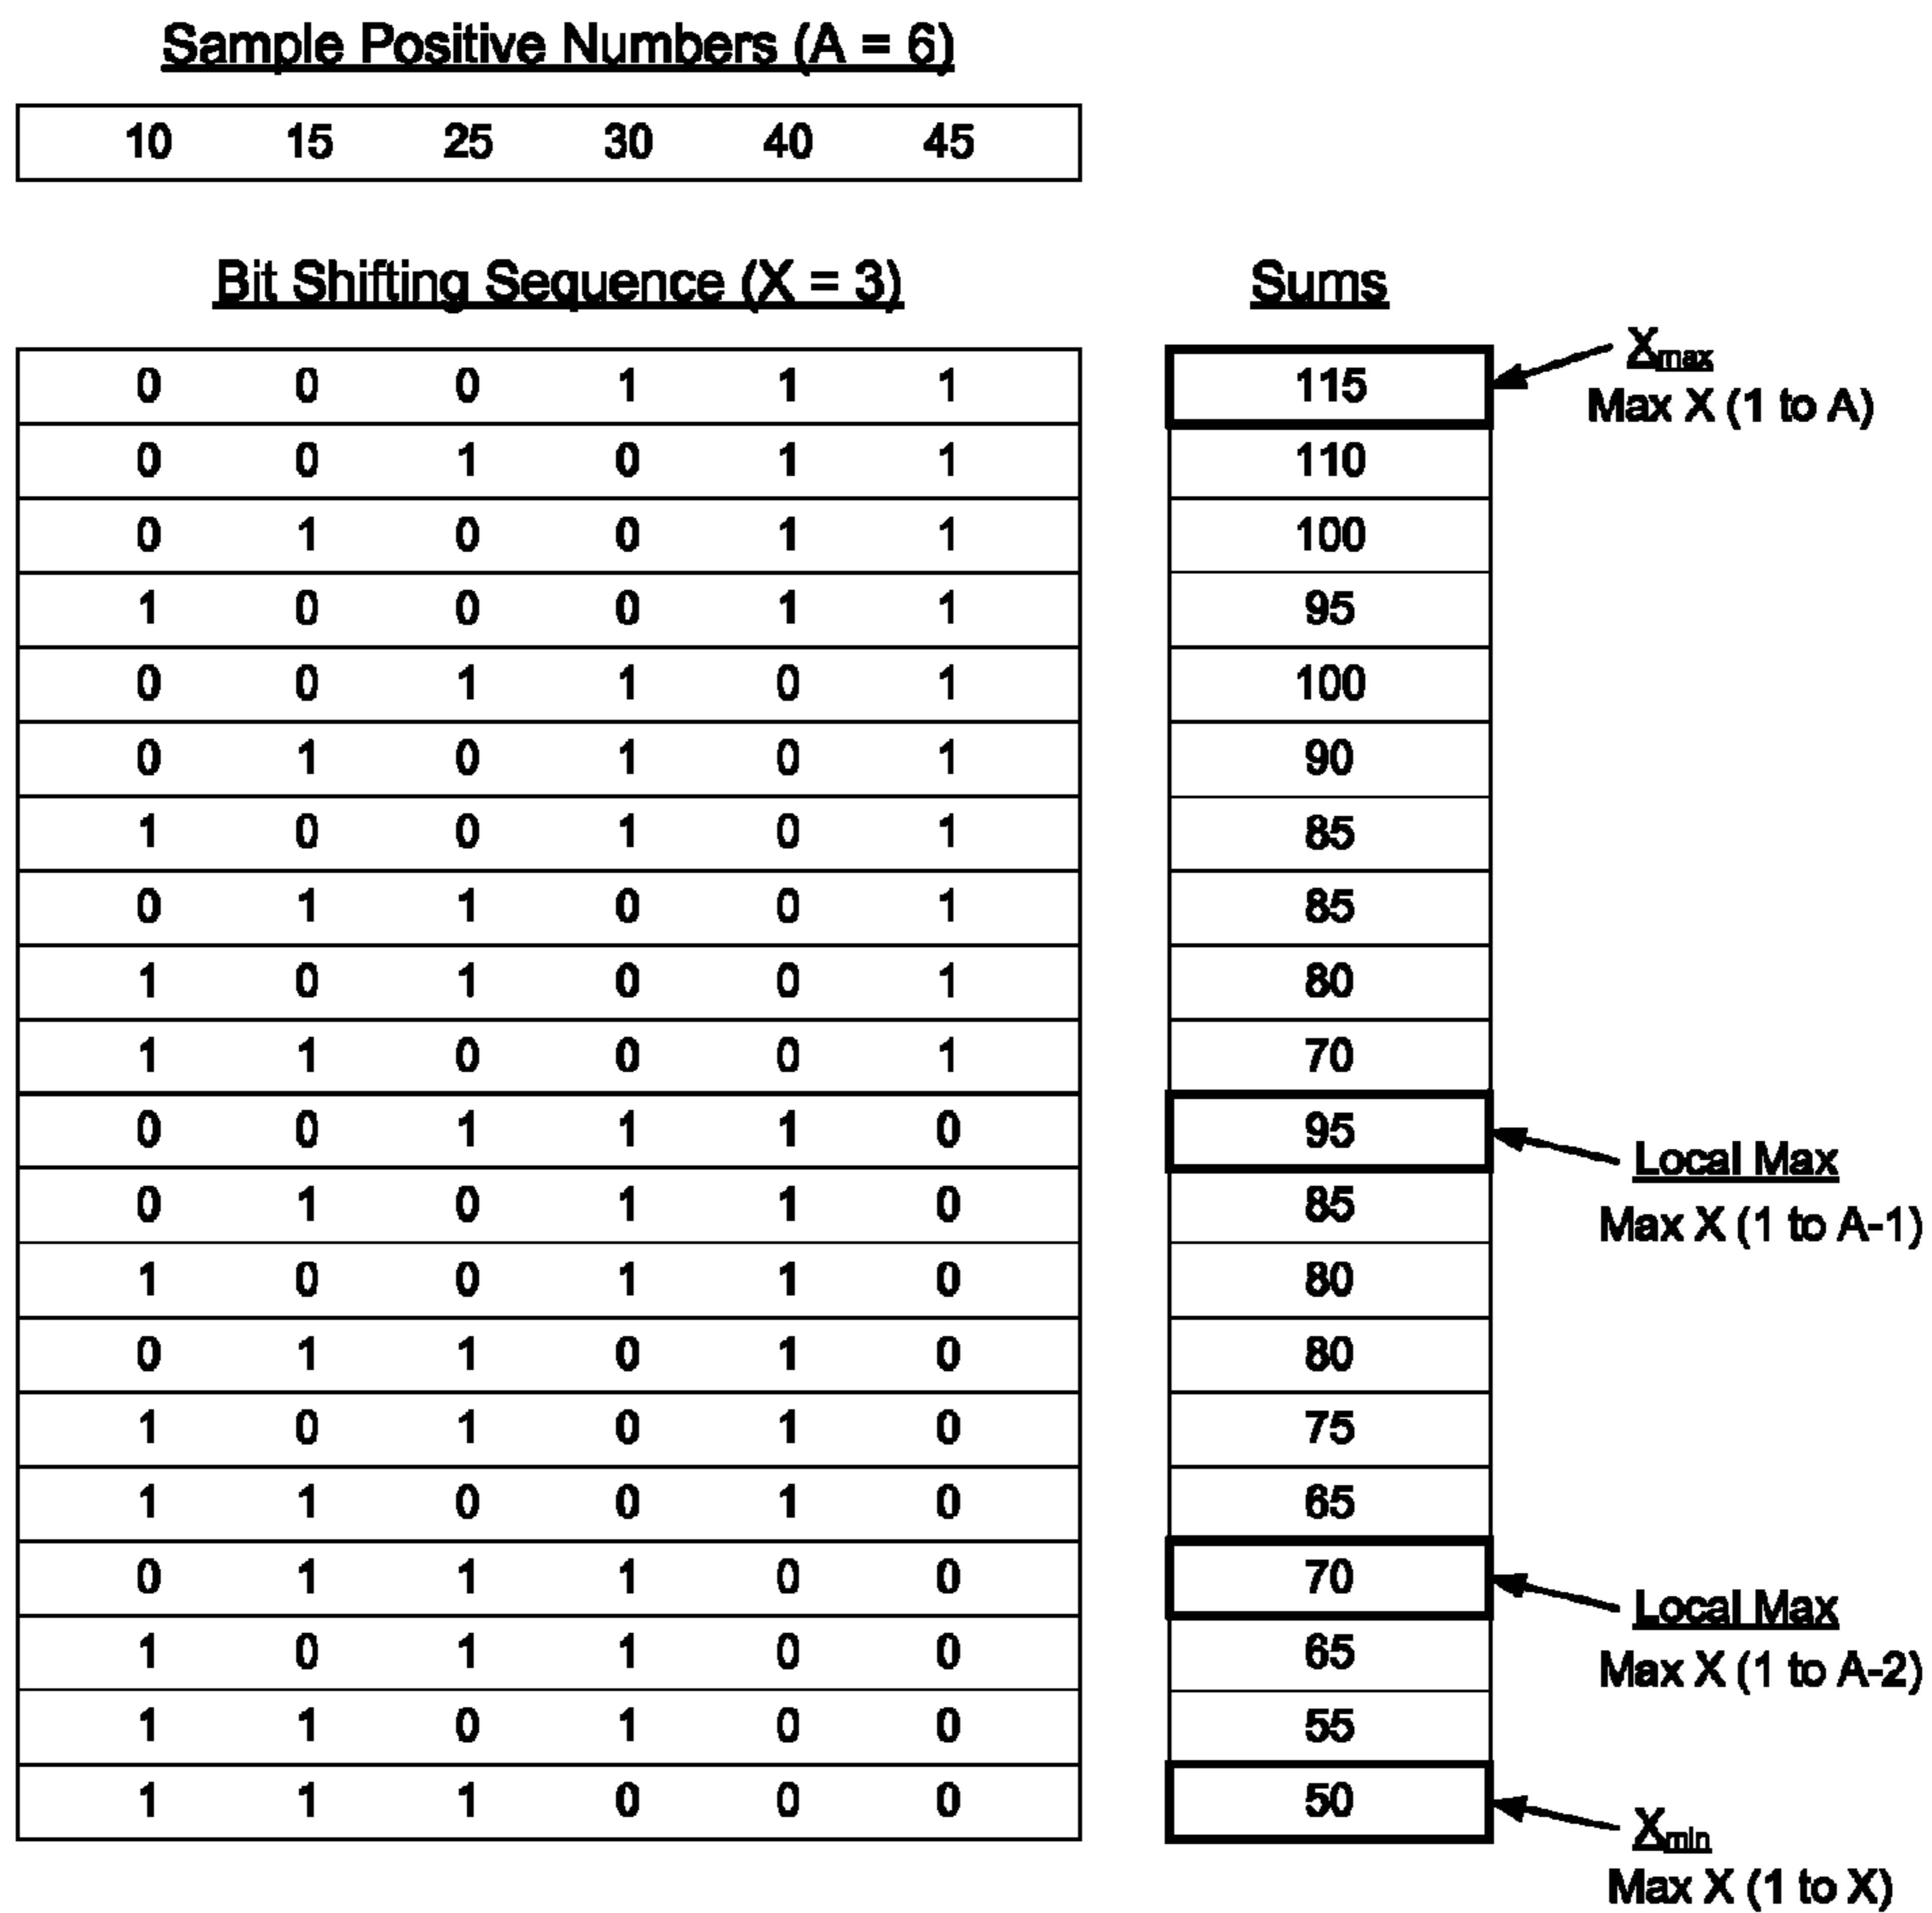 Sample Positive Numbers (A = 6)
10 15 25 30 40 45
Bit Shifting Sequence (X = 3) Sums
0 0 0 1 1 1 115 Xmax
Max X (1 to A)
0 0 1 0 1 1 110
0 1 0 0 1 1 100
1 0 0 0 1 1 95
0 0 1 1 0 1 100
0 1 0 1 0 1 90
1 0 0 1 0 1 85
0 1 1 0 0 1 85
1 0 1 0 0 1 80
1 1 0 0 0 1 70
0 0 1 1 1 0 95
Local Max
0 1 0 1 1 0 85
Max X (1 to A-1)
1 0 0 1 1 0 80
0 1 1 0 1 0 80
1 0 1 0 1 0 75
1 1 0 0 1 0 65
0 1 1 1 0 0 70
Local Max
1 0 1 1 0 0 65
Max X (1 to A-2)
1 1 0 1 0 0 55
1 1 1 0 0 0 50
Xmin
Max X (1 to X)